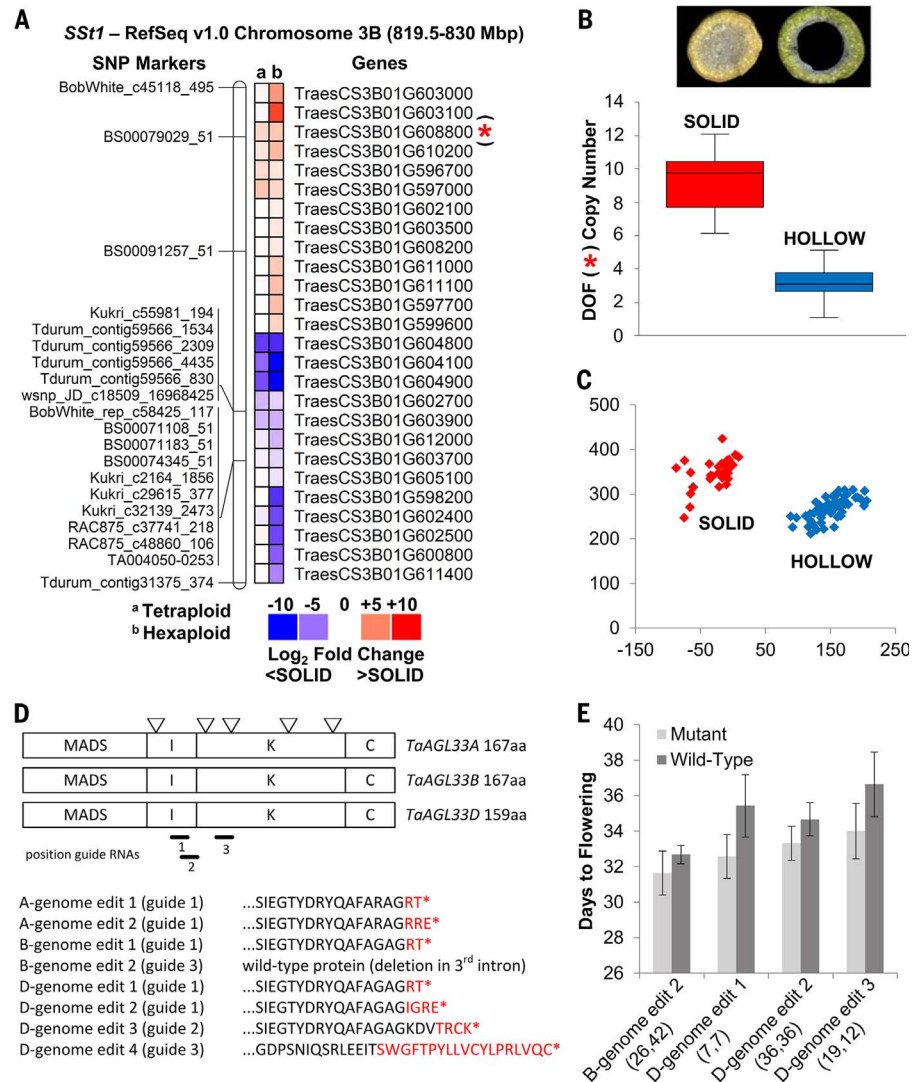 A
SSt1 – RefSeq v1.0 Chromosome 3B (819.5-830 Mbp)
SNP Markers
a b
Genes
BobWhite_c45118_495
BS00079029_51
BS00091257_51
Kukri_c55981_194
Tdurum_contig59566_1534
Tdurum_contig59566_2309
Tdurum_contig59566_4435
Tdurum_contig59566_830
wsnp_JD_c18509_16968425
BobWhite_rep_c58425_117
BS00071108_51
BS00071183_51
BS00074345_51
Kukri_c2164_1856
Kukri_c29615_377
Kukri_c32139_2473
RAC875_c37741_218
RAC875_c48860_106
TA004050-0253
Tdurum_contig31375_374
TraesCS3B01G603000
TraesCS3B01G603100
TraesCS3B01G608800 (*)
TraesCS3B01G610200
TraesCS3B01G596700
TraesCS3B01G597000
TraesCS3B01G602100
TraesCS3B01G603500
TraesCS3B01G608200
TraesCS3B01G611000
TraesCS3B01G611100
TraesCS3B01G597700
TraesCS3B01G599600
TraesCS3B01G604800
TraesCS3B01G604100
TraesCS3B01G604900
TraesCS3B01G602700
TraesCS3B01G603900
TraesCS3B01G612000
TraesCS3B01G603700
TraesCS3B01G605100
TraesCS3B01G598200
TraesCS3B01G602400
TraesCS3B01G602500
TraesCS3B01G600800
TraesCS3B01G611400
a Tetraploid
b Hexaploid
-10 -5 0 +5 +10
Log2 Fold Change
<SOLID >SOLID
B
DOF (*) Copy Number
14
12
10
8
6
4
2
0
SOLID
HOLLOW
C
500
400
300
200
100
0
-150 -50 50 150 250
SOLID
HOLLOW
D
MADS I K C TaAGL33A 167aa
MADS I K C TaAGL33B 167aa
MADS I K C TaAGL33D 159aa
position guide RNAs
1
2
3
A-genome edit 1 (guide 1) ...SIEGTYDRYQAFARAGRT*
A-genome edit 2 (guide 1) ...SIEGTYDRYQAFARAGRRE*
B-genome edit 1 (guide 1) ...SIEGTYDRYQAFAGAGRT*
B-genome edit 2 (guide 3) wild-type protein (deletion in 3rd intron)
D-genome edit 1 (guide 1) ...SIEGTYDRYQAFAGAGRT*
D-genome edit 2 (guide 1) ...SIEGTYDRYQAFAGAGIGRE*
D-genome edit 3 (guide 2) ...SIEGTYDRYQAFAGAGKDVTRCK*
D-genome edit 4 (guide 3) ...GDPSNIQSRLEEITSWGFTPYLLVCYLPRLVQC*
E
Days to Flowering
40
38
36
34
32
30
28
26
Mutant
Wild-Type
B-genome edit 2
(26,42)
D-genome edit 1
(7,7)
D-genome edit 2
(36,36)
D-genome edit 3
(19,12)